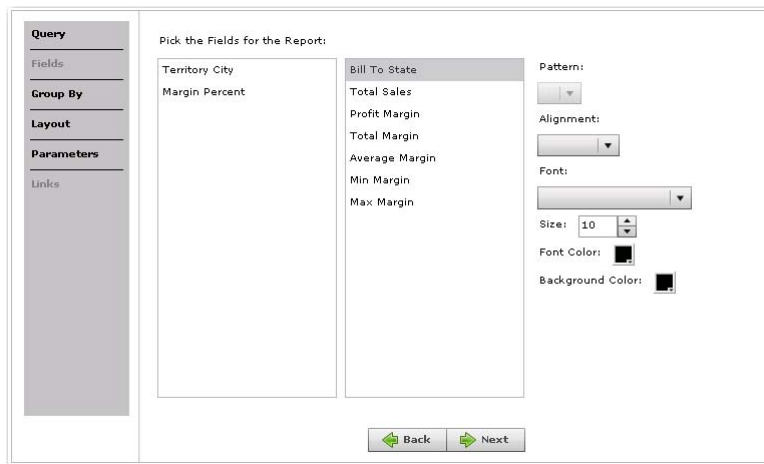 Query
Fields
Group By
Layout
Parameters
Links
Pick the Fields for the Report:
Territory City
Margin Percent
Bill To State
Total Sales
Profit Margin
Total Margin
Average Margin
Min Margin
Max Margin
Pattern:
Alignment:
Font:
Size: 10
Font Color:
Background Color:
Back Next